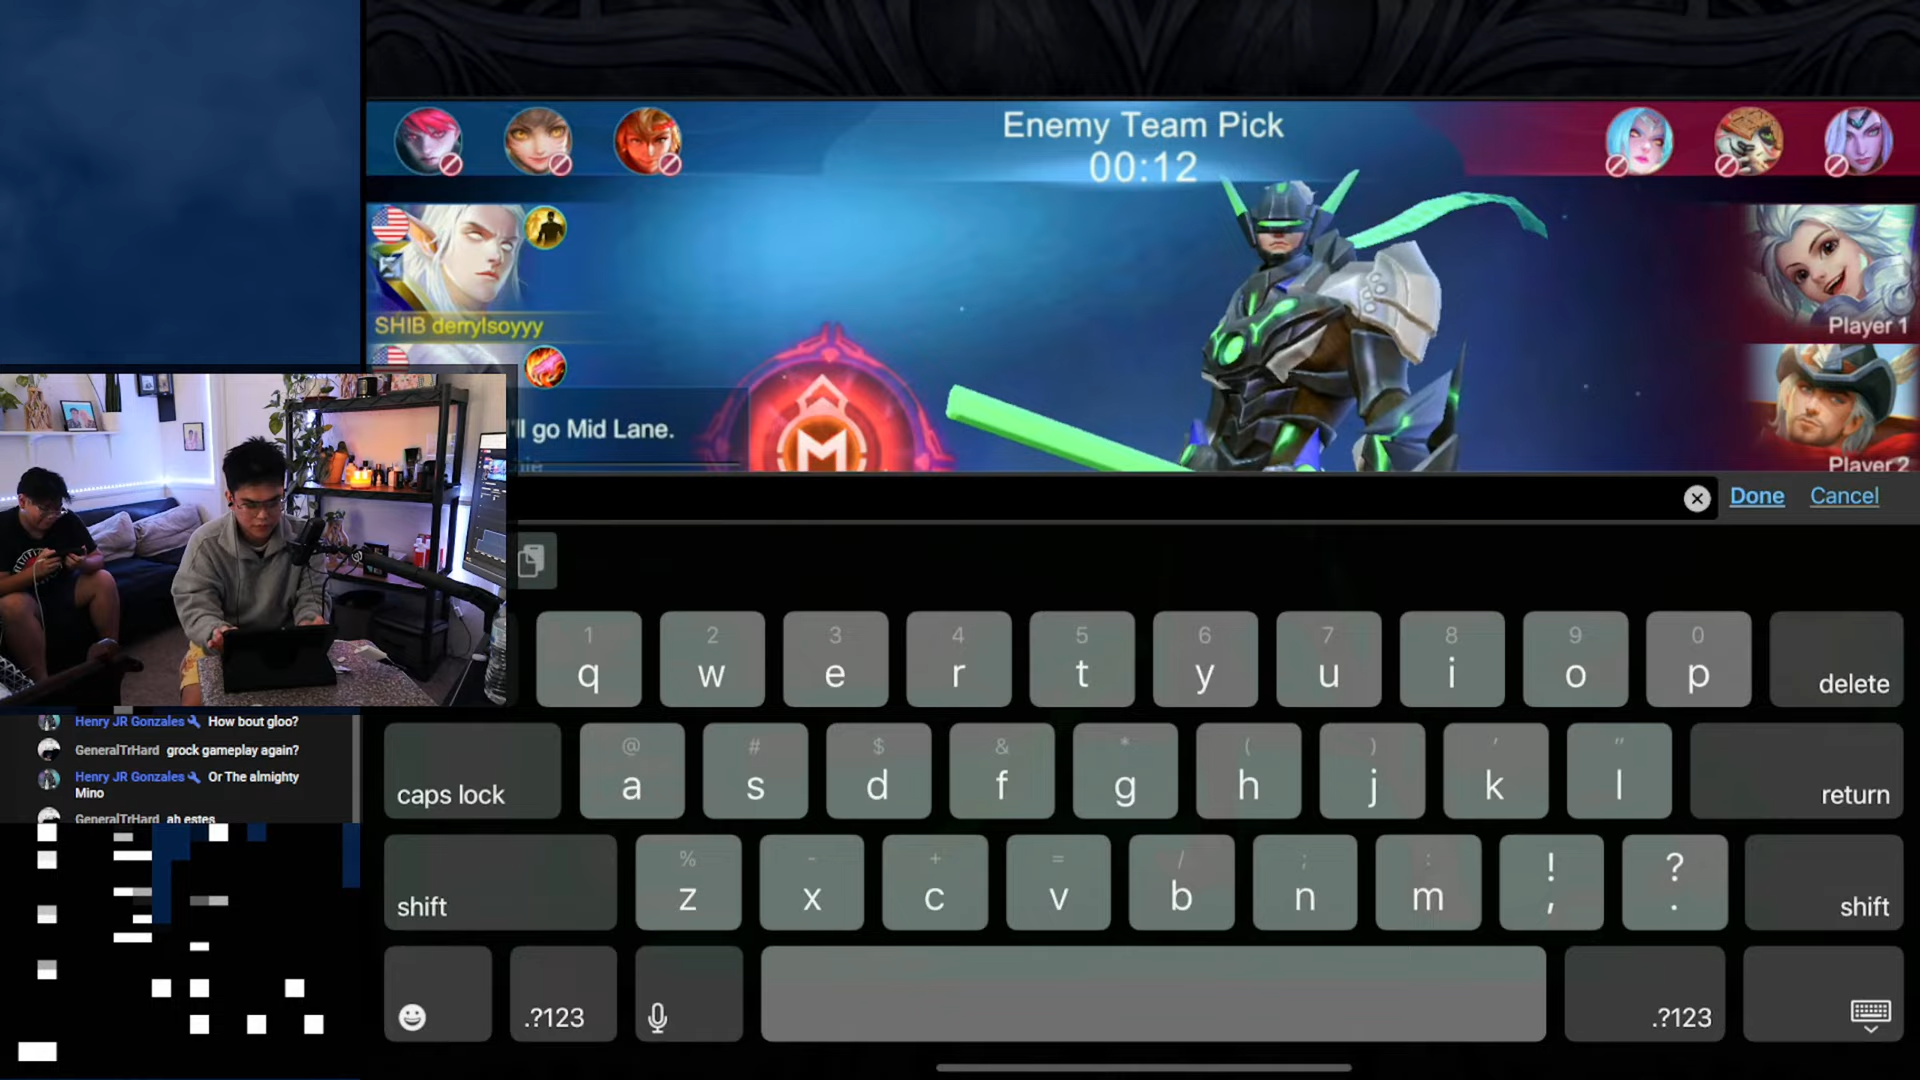 Enemy Team Pick
00:12
SHIB derrylsoyyy
Player 1
'll go Mid Lane.
Player 2
Done
Cancel
1 2 3 4 5 6 7 8 9 0
q w e r t y u i o p delete
Henry JR Gonzales How bout gloo?
GeneralTrHard grock gameplay again?
Henry JR Gonzales Or The almighty
Mino
GeneralTrHard ah estes
@ # $ & * ( ) ' "
caps lock a s d f g h j k l return
% - + = / ; : ! ?
shift z x c v b n m , . shift
.?123 .?123